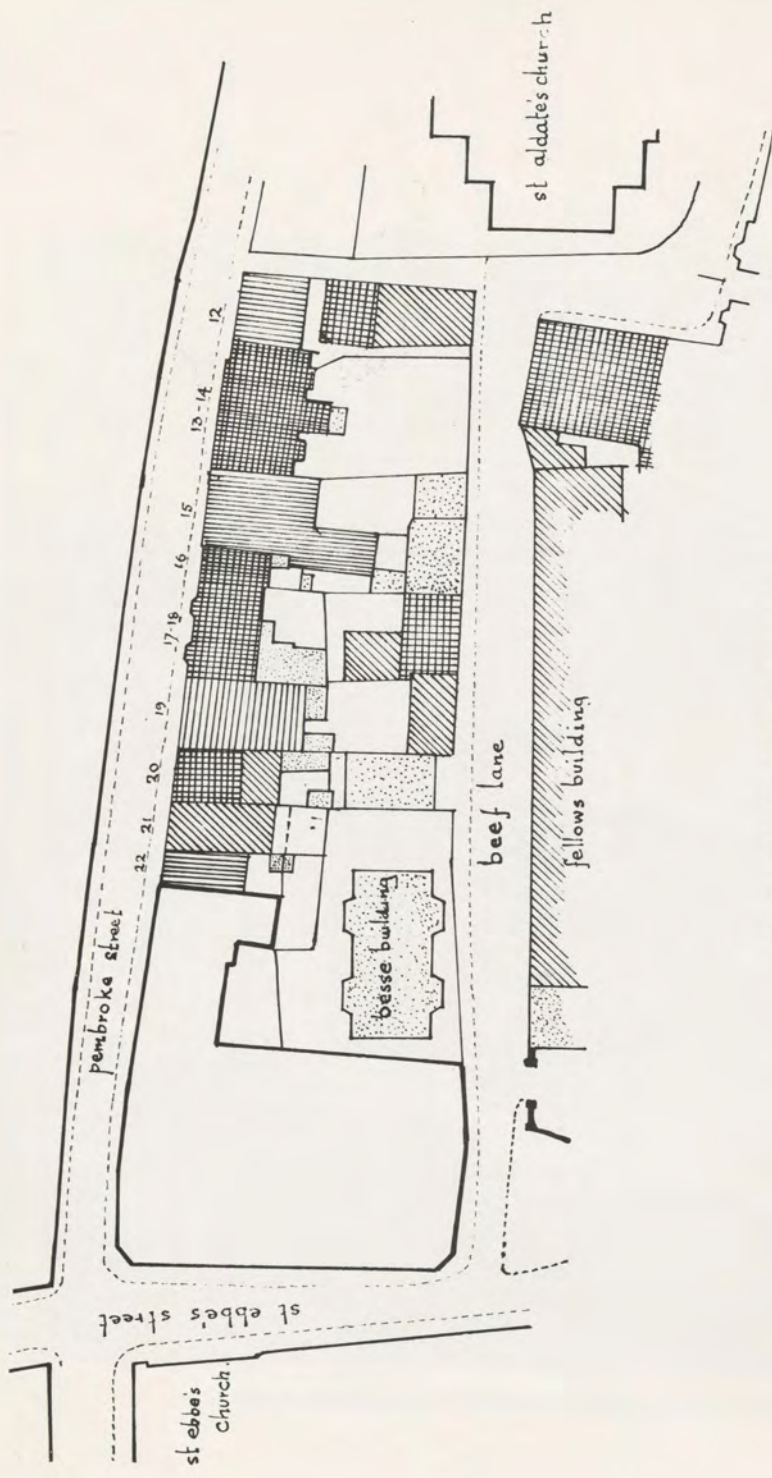 pembroke street
22
21
20
19
17-18
16
15
13-14
12
st ebbe's
church.
st ebbe's street
besse building
beef lane
fellows building
st aldate's church